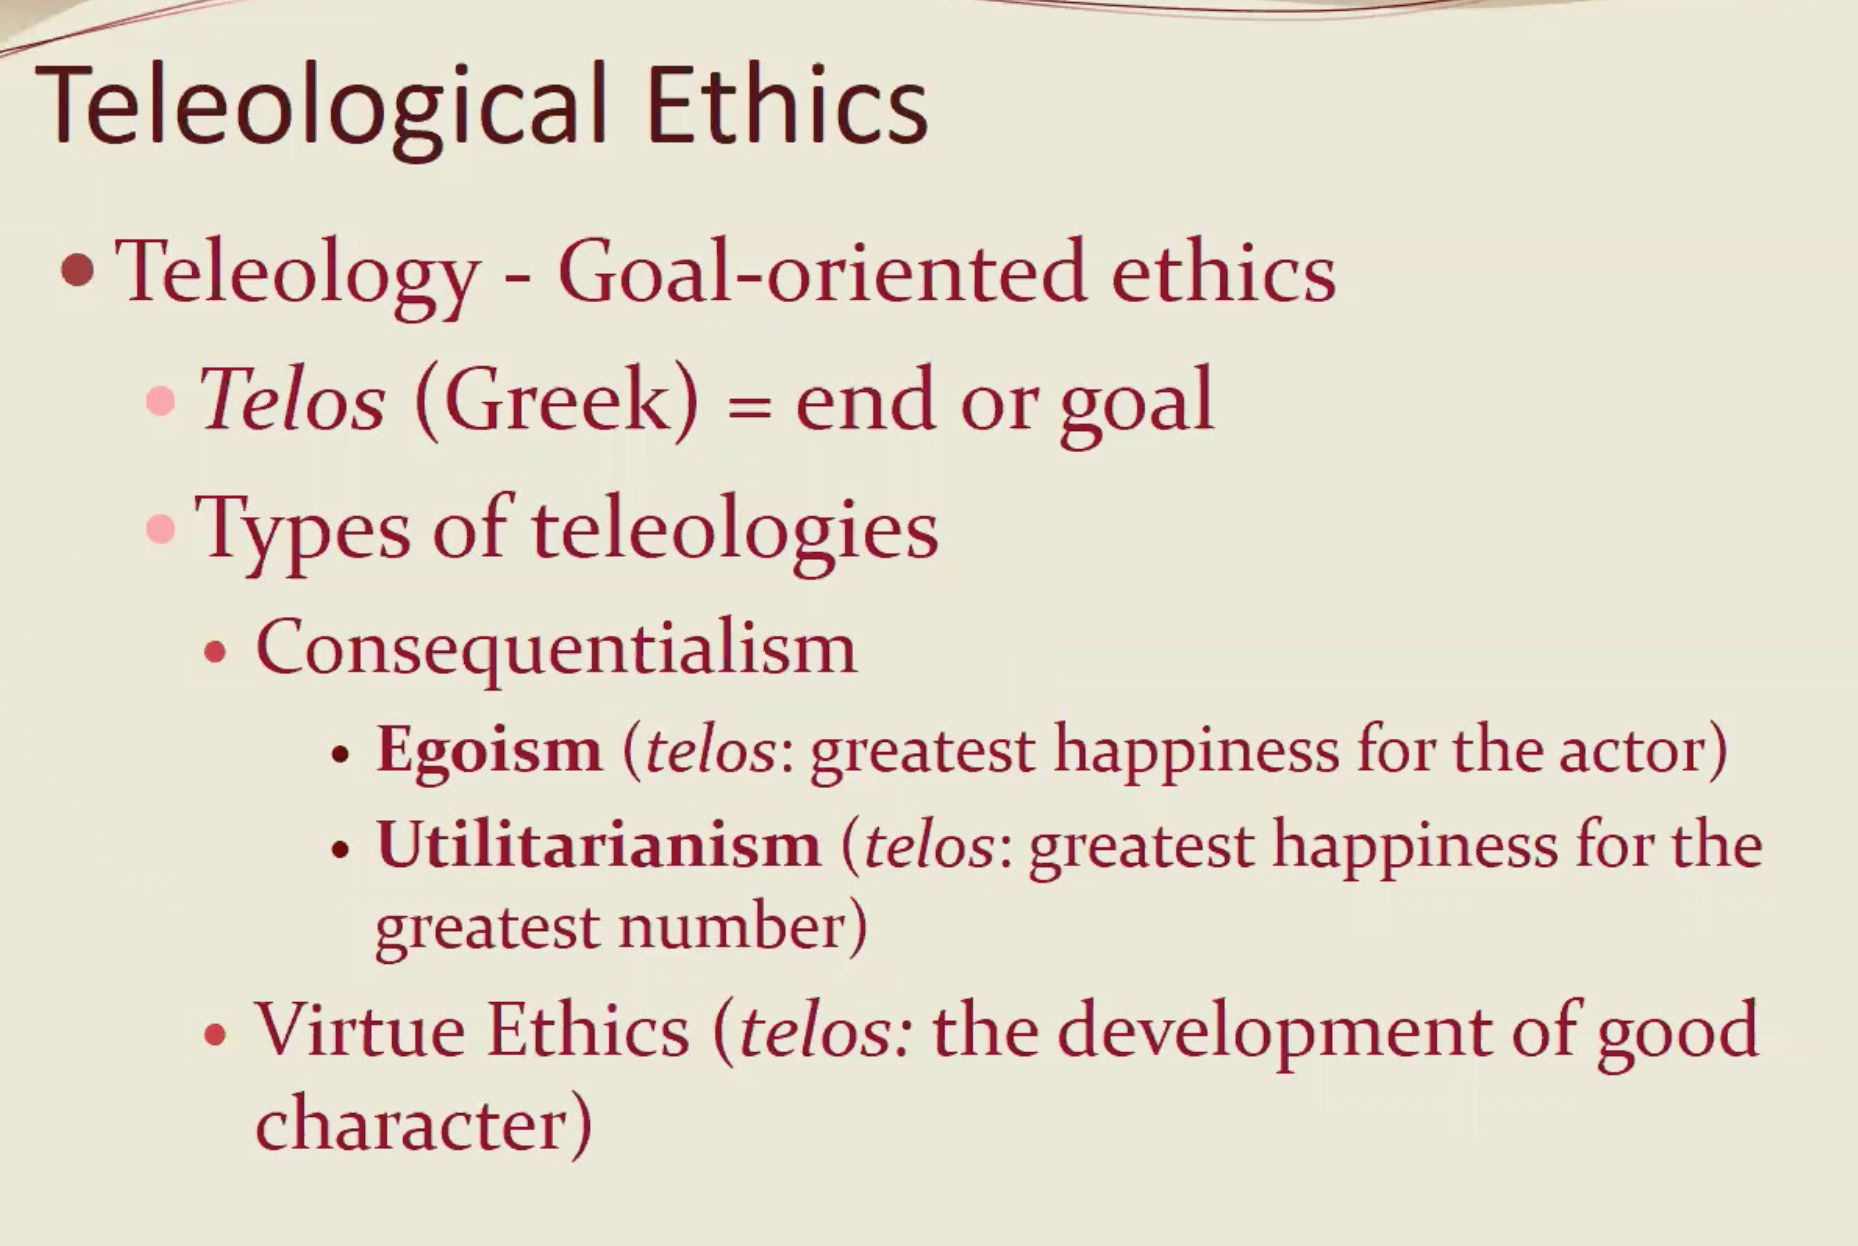 Teleological Ethics
• Teleology - Goal-oriented ethics
• Telos (Greek) = end or goal
• Types of teleologies
• Consequentialism
• Egoism (telos: greatest happiness for the actor)
• Utilitarianism (telos: greatest happiness for the
greatest number)
• Virtue Ethics (telos: the development of good
character)